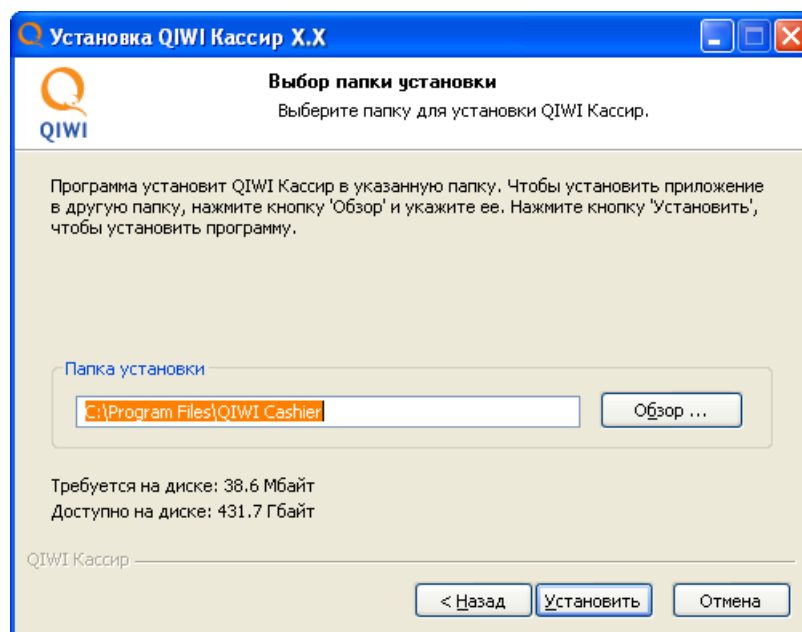 Установка QIWI Кассир X.X
QIWI
Выбор папки установки
Выберите папку для установки QIWI Кассир.
Программа установит QIWI Кассир в указанную папку. Чтобы установить приложение
в другую папку, нажмите кнопку 'Обзор' и укажите ее. Нажмите кнопку 'Установить',
чтобы установить программу.
Папка установки
C:\Program Files\QIWI Cashier
Обзор ...
Требуется на диске: 38.6 Мбайт
Доступно на диске: 431.7 Гбайт
QIWI Кассир
< Назад
Установить
Отмена